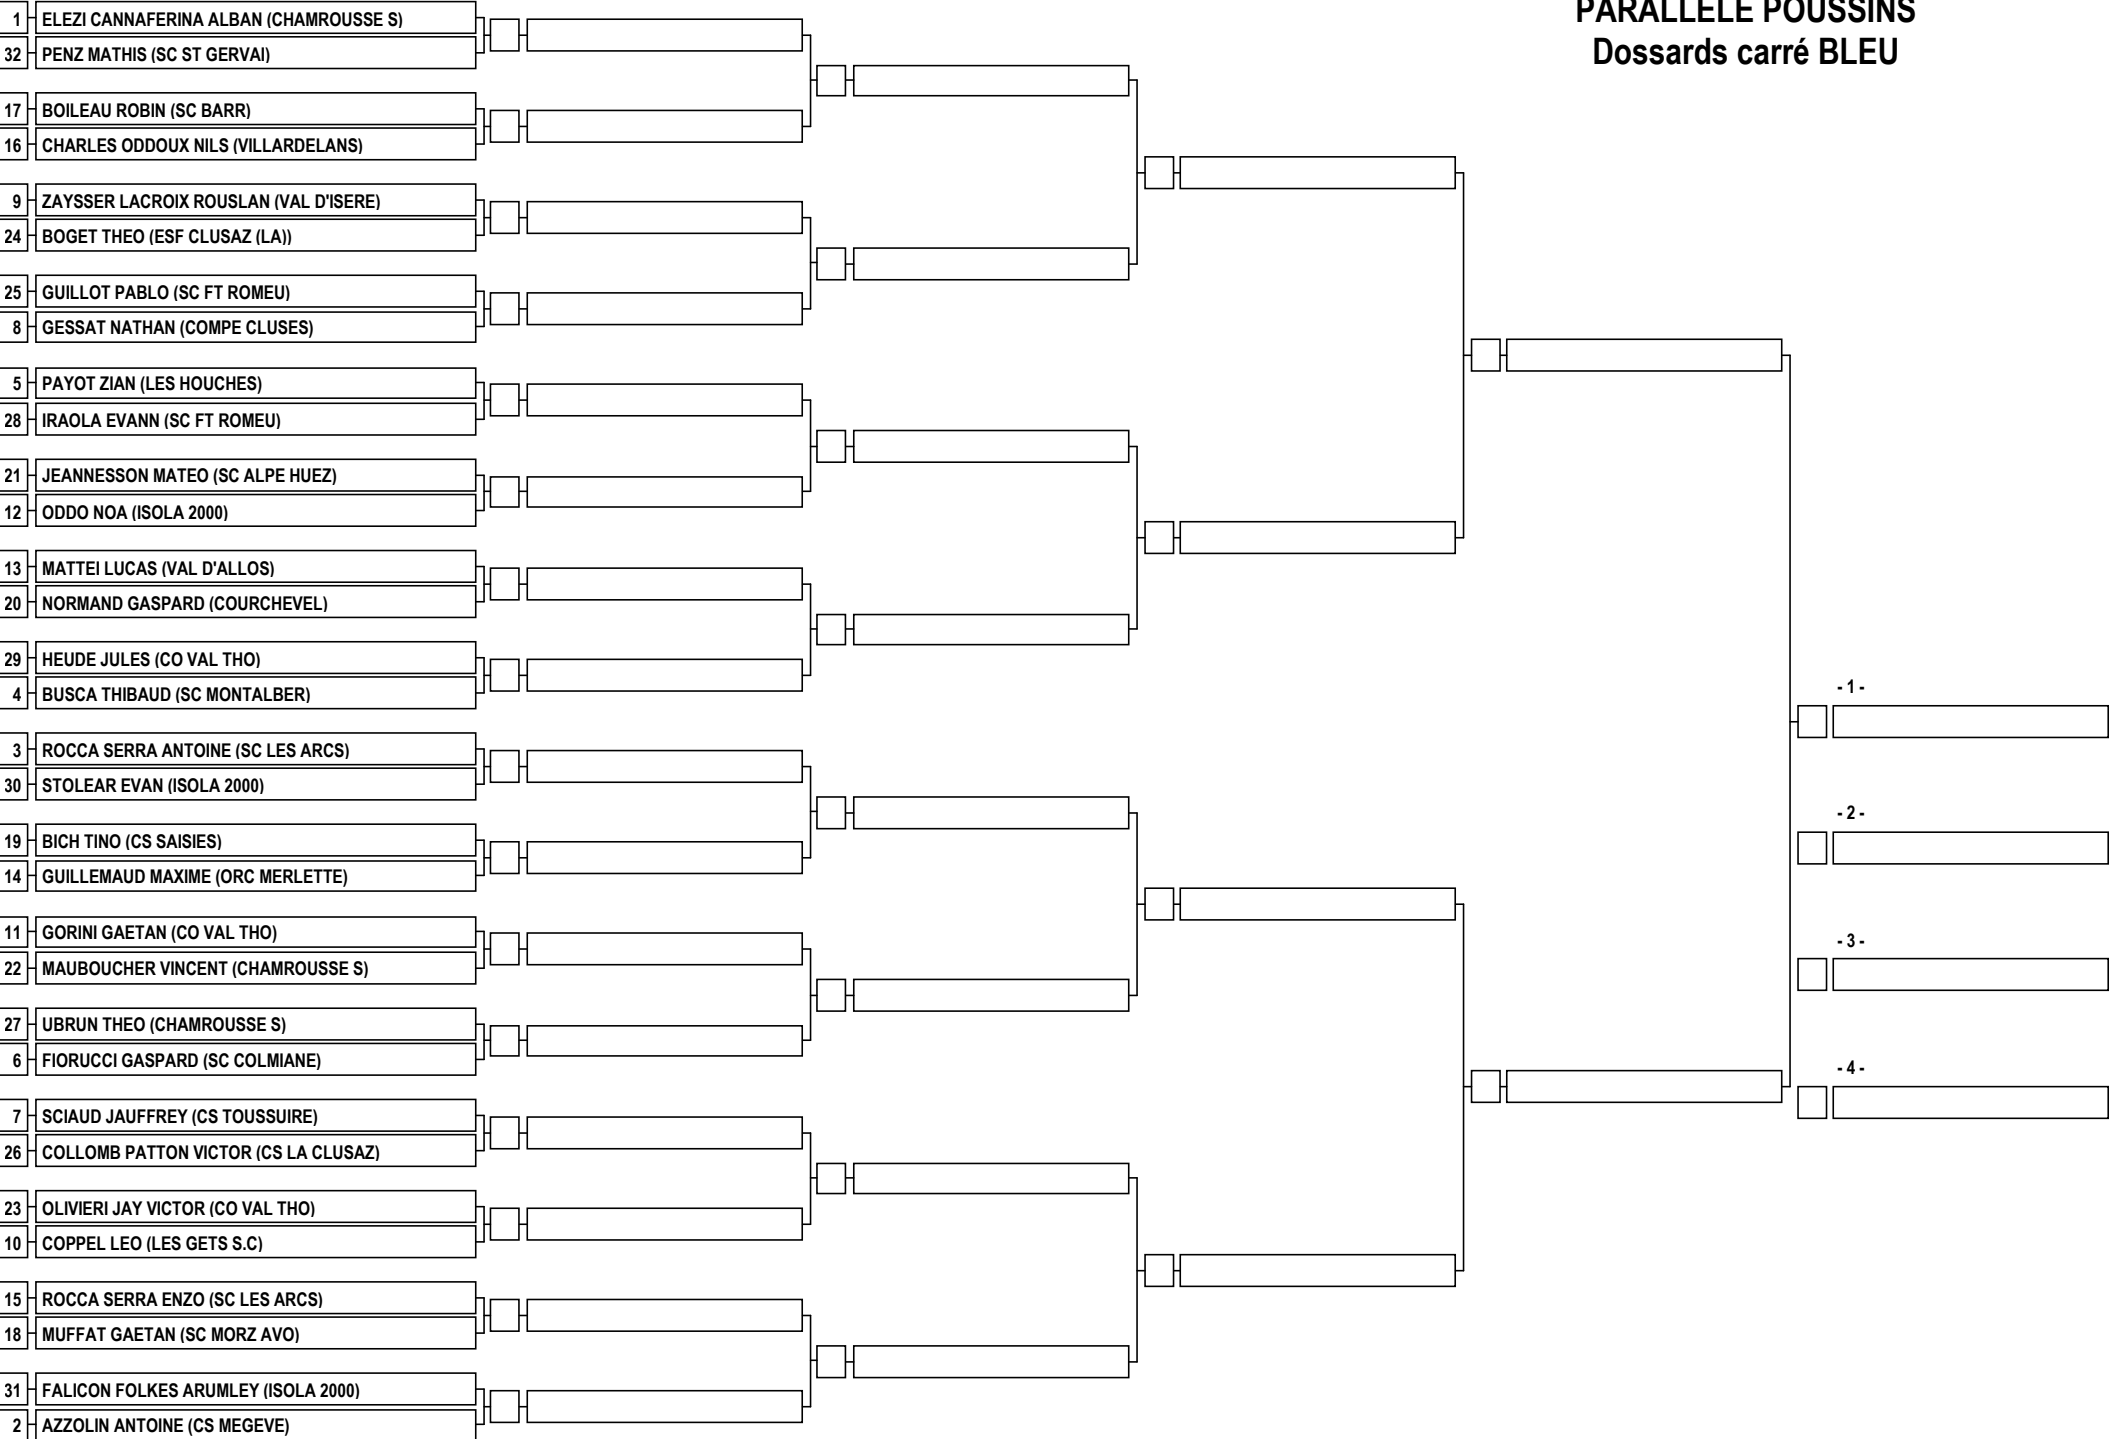 PARALLELE POUSSINS
Dossards carré BLEU
1 ELEZI CANNAFERINA ALBAN (CHAMROUSSE S)
32 PENZ MATHIS (SC ST GERVAI)
17 BOILEAU ROBIN (SC BARR)
16 CHARLES ODDOUX NILS (VILLARDELANS)
9 ZAYSSER LACROIX ROUSLAN (VAL D'ISERE)
24 BOGET THEO (ESF CLUSAZ (LA))
25 GUILLOT PABLO (SC FT ROMEU)
8 GESSAT NATHAN (COMPE CLUSES)
5 PAYOT ZIAN (LES HOUCHES)
28 IRAOLA EVANN (SC FT ROMEU)
21 JEANNESSON MATEO (SC ALPE HUEZ)
12 ODDO NOA (ISOLA 2000)
13 MATTEI LUCAS (VAL D'ALLOS)
20 NORMAND GASPARD (COURCHEVEL)
29 HEUDE JULES (CO VAL THO)
4 BUSCA THIBAUD (SC MONTALBER)
3 ROCCA SERRA ANTOINE (SC LES ARCS)
30 STOLEAR EVAN (ISOLA 2000)
19 BICH TINO (CS SAISIES)
14 GUILLEMAUD MAXIME (ORC MERLETTE)
11 GORINI GAETAN (CO VAL THO)
22 MAUBOUCHER VINCENT (CHAMROUSSE S)
27 UBRUN THEO (CHAMROUSSE S)
6 FIORUCCI GASPARD (SC COLMIANE)
7 SCIAUD JAUFFREY (CS TOUSSUIRE)
26 COLLOMB PATTON VICTOR (CS LA CLUSAZ)
23 OLIVIERI JAY VICTOR (CO VAL THO)
10 COPPEL LEO (LES GETS S.C)
15 ROCCA SERRA ENZO (SC LES ARCS)
18 MUFFAT GAETAN (SC MORZ AVO)
31 FALICON FOLKES ARUMLEY (ISOLA 2000)
2 AZZOLIN ANTOINE (CS MEGEVE)
- 1 -
- 2 -
- 3 -
- 4 -